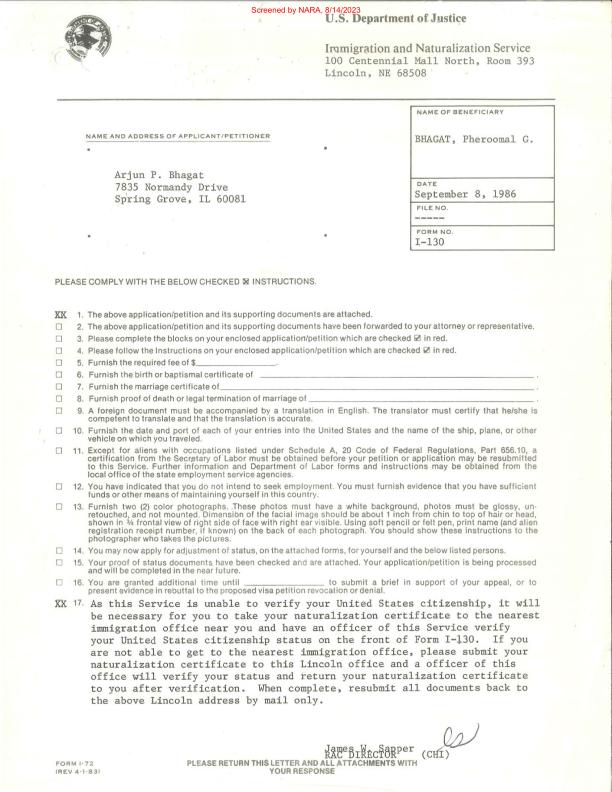 Screened by NARA, 8/14/2023
U.S. Department of Justice
Immigration and Naturalization Service
100 Centennial Mall North, Room 393
Lincoln, NE 68508
NAME AND ADDRESS OF APPLICANT/PETITIONER
Arjun P. Bhagat
7835 Normandy Drive
Spring Grove, IL 60081
NAME OF BENEFICIARY
BHAGAT, Pheroomal G.
DATE
September 8, 1986
FILE NO.
-----
FORM NO.
I-130
PLEASE COMPLY WITH THE BELOW CHECKED ☒ INSTRUCTIONS.
XX 1. The above application/petition and its supporting documents are attached.
☐ 2. The above application/petition and its supporting documents have been forwarded to your attorney or representative.
☐ 3. Please complete the blocks on your enclosed application/petition which are checked ☑ in red.
☐ 4. Please follow the Instructions on your enclosed application/petition which are checked ☑ in red.
☐ 5. Furnish the required fee of $____________.
☐ 6. Furnish the birth or baptismal certificate of ____________.
☐ 7. Furnish the marriage certificate of ____________.
☐ 8. Furnish proof of death or legal termination of marriage of ____________.
☐ 9. A foreign document must be accompanied by a translation in English. The translator must certify that he/she is
competent to translate and that the translation is accurate.
☐ 10. Furnish the date and port of each of your entries into the United States and the name of the ship, plane, or other
vehicle on which you traveled.
☐ 11. Except for aliens with occupations listed under Schedule A, 20 Code of Federal Regulations, Part 656.10, a
certification from the Secretary of Labor must be obtained before your petition or application may be resubmitted
to this Service. Further information and Department of Labor forms and instructions may be obtained from the
local office of the state employment service agencies.
☐ 12. You have indicated that you do not intend to seek employment. You must furnish evidence that you have sufficient
funds or other means of maintaining yourself in this country.
☐ 13. Furnish two (2) color photographs. These photos must have a white background, photos must be glossy, un-
retouched, and not mounted. Dimension of the facial image should be about 1 inch from chin to top of hair or head,
shown in ¾ frontal view of right side of face with right ear visible. Using soft pencil or felt pen, print name (and alien
registration receipt number, if known) on the back of each photograph. You should show these instructions to the
photographer who takes the pictures.
☐ 14. You may now apply for adjustment of status, on the attached forms, for yourself and the below listed persons.
☐ 15. Your proof of status documents have been checked and are attached. Your application/petition is being processed
and will be completed in the near future.
☐ 16. You are granted additional time until ____________ to submit a brief in support of your appeal, or to
present evidence in rebuttal to the proposed visa petition revocation or denial.
XX 17. As this Service is unable to verify your United States citizenship, it will
be necessary for you to take your naturalization certificate to the nearest
immigration office near you and have an officer of this Service verify
your United States citizenship status on the front of Form I-130. If you
are not able to get to the nearest immigration office, please submit your
naturalization certificate to this Lincoln office and a officer of this
office will verify your status and return your naturalization certificate
to you after verification. When complete, resubmit all documents back to
the above Lincoln address by mail only.
James W. Sapper
RAC DIRECTOR (CHI)
FORM I-72
(REV 4-1-83)
PLEASE RETURN THIS LETTER AND ALL ATTACHMENTS WITH
YOUR RESPONSE